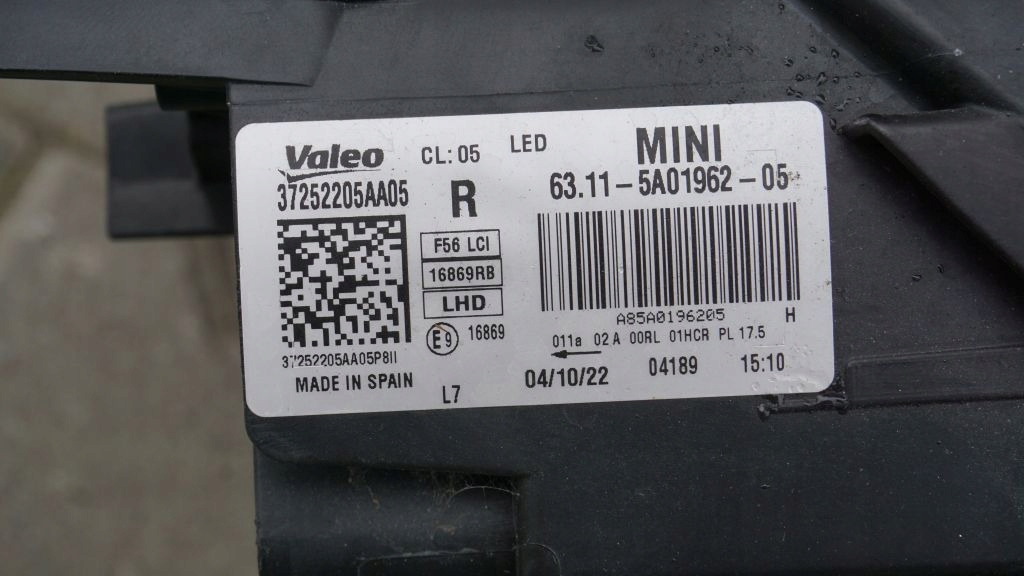 Valeo CL: 05 LED MINI
37252205AA05 R 63.11-5A01962-05
F56 LCI
16869RB
LHD
E9 16869
A85A0196205 H
011a 02A 00RL 01HCR PL 17.5
37252205AA05P8II
MADE IN SPAIN L7 04/10/22 04189 15:10